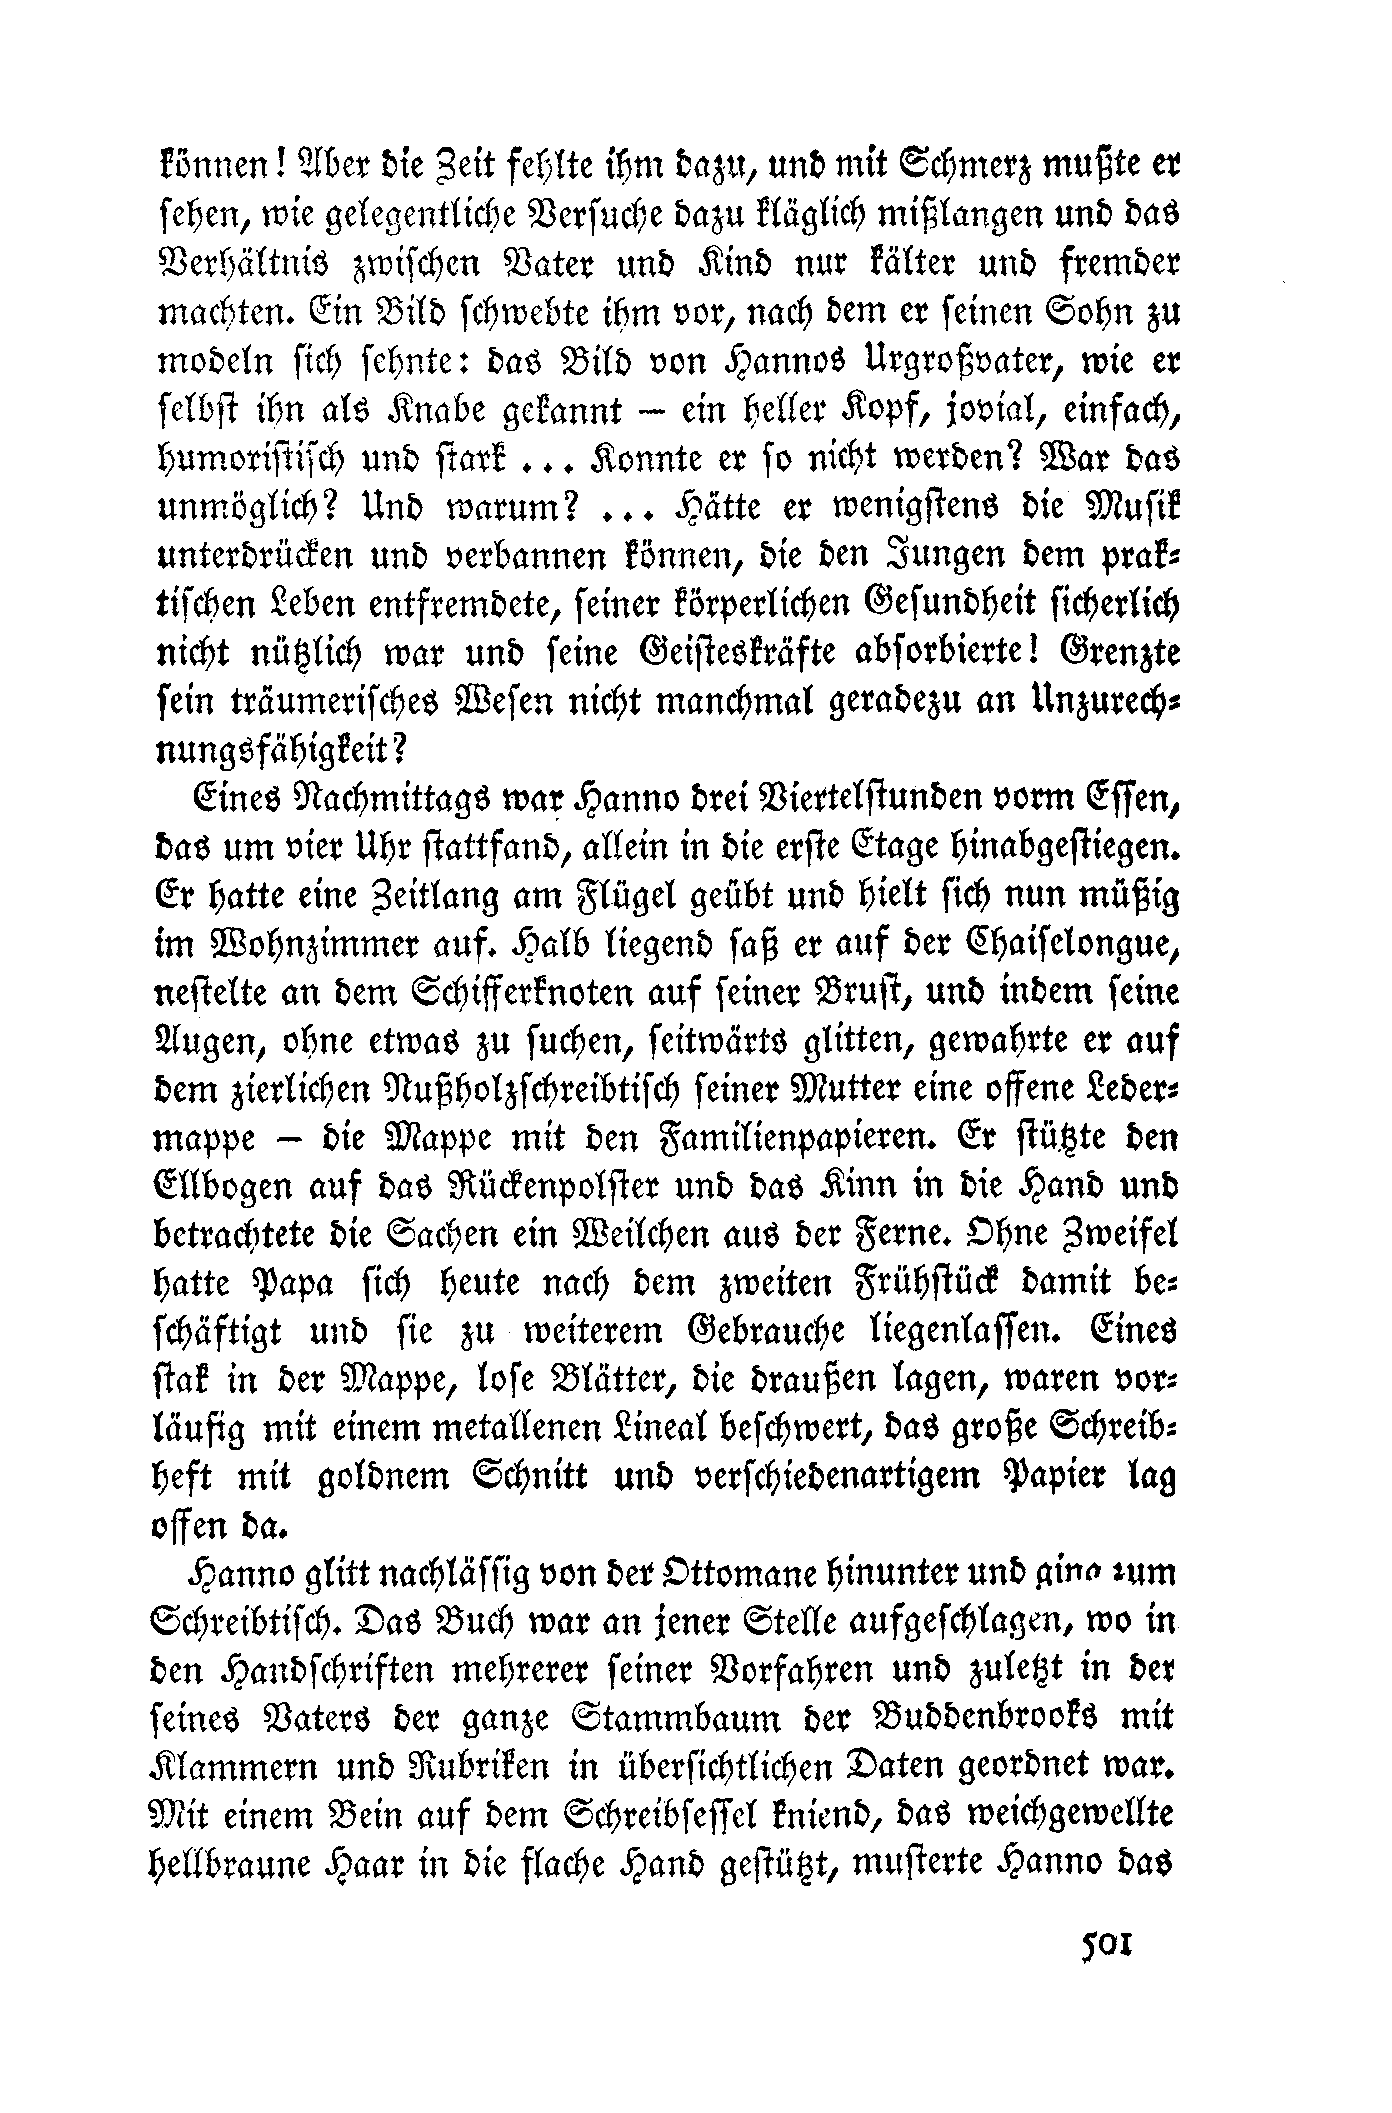 können! Aber die Zeit fehlte ihm dazu, und mit Schmerz mußte er
sehen, wie gelegentliche Versuche dazu kläglich mißlangen und das
Verhältnis zwischen Vater und Kind nur kälter und fremder
machten. Ein Bild schwebte ihm vor, nach dem er seinen Sohn zu
modeln sich sehnte: das Bild von Hannos Urgroßvater, wie er
selbst ihn als Knabe gekannt – ein heller Kopf, jovial, einfach,
humoristisch und stark ... Konnte er so nicht werden? War das
unmöglich? Und warum? ... Hätte er wenigstens die Musik
unterdrücken und verbannen können, die den Jungen dem prak-
tischen Leben entfremdete, seiner körperlichen Gesundheit sicherlich
nicht nützlich war und seine Geisteskräfte absorbierte! Grenzte
sein träumerisches Wesen nicht manchmal geradezu an Unzurech-
nungsfähigkeit?
Eines Nachmittags war Hanno drei Viertelstunden vorm Essen,
das um vier Uhr stattfand, allein in die erste Etage hinabgestiegen.
Er hatte eine Zeitlang am Flügel geübt und hielt sich nun müßig
im Wohnzimmer auf. Halb liegend saß er auf der Chaiselongue,
nestelte an dem Schifferknoten auf seiner Brust, und indem seine
Augen, ohne etwas zu suchen, seitwärts glitten, gewahrte er auf
dem zierlichen Nußholzschreibtisch seiner Mutter eine offene Leder-
mappe – die Mappe mit den Familienpapieren. Er stützte den
Ellbogen auf das Rückenpolster und das Kinn in die Hand und
betrachtete die Sachen ein Weilchen aus der Ferne. Ohne Zweifel
hatte Papa sich heute nach dem zweiten Frühstück damit be-
schäftigt und sie zu weiterem Gebrauche liegenlassen. Eines
stak in der Mappe, lose Blätter, die draußen lagen, waren vor-
läufig mit einem metallenen Lineal beschwert, das große Schreib-
heft mit goldnem Schnitt und verschiedenartigem Papier lag
offen da.
Hanno glitt nachlässig von der Ottomane hinunter und ging zum
Schreibtisch. Das Buch war an jener Stelle aufgeschlagen, wo in
den Handschriften mehrerer seiner Vorfahren und zuletzt in der
seines Vaters der ganze Stammbaum der Buddenbrooks mit
Klammern und Rubriken in übersichtlichen Daten geordnet war.
Mit einem Bein auf dem Schreibsessel kniend, das weichgewellte
hellbraune Haar in die flache Hand gestützt, musterte Hanno das
501